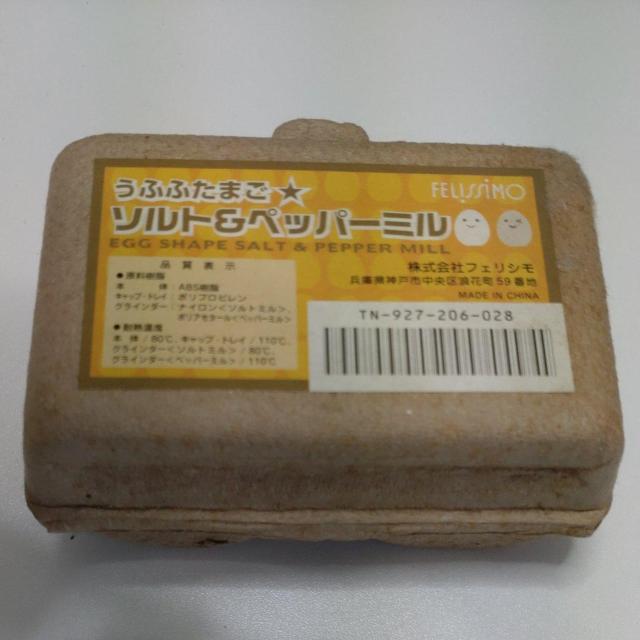 うふふたまご★
FELISSIMO
ソルト&ペッパーミル
EGG SHAPE SALT & PEPPER MILL
品質表示
●原料樹脂
本体 : ABS樹脂
キャップ・トレイ : ポリプロピレン
グラインダー : ナイロン<ソルトミル>
ポリアセタール<ペッパーミル>
●耐熱温度
本体/80℃、キャップ・トレイ/110℃、
グラインダー<ソルトミル>/80℃、
グラインダー<ペッパーミル>/110℃
株式会社フェリシモ
兵庫県神戸市中央区浪花町59番地
MADE IN CHINA
TN-927-206-028